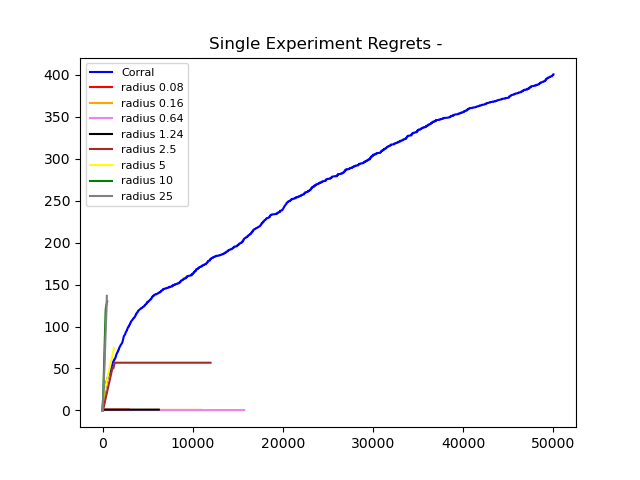 Single Experiment Regrets -
Corral
radius 0.08
radius 0.16
radius 0.64
radius 1.24
radius 2.5
radius 5
radius 10
radius 25
400
350
300
250
200
150
100
50
0
0 10000 20000 30000 40000 50000